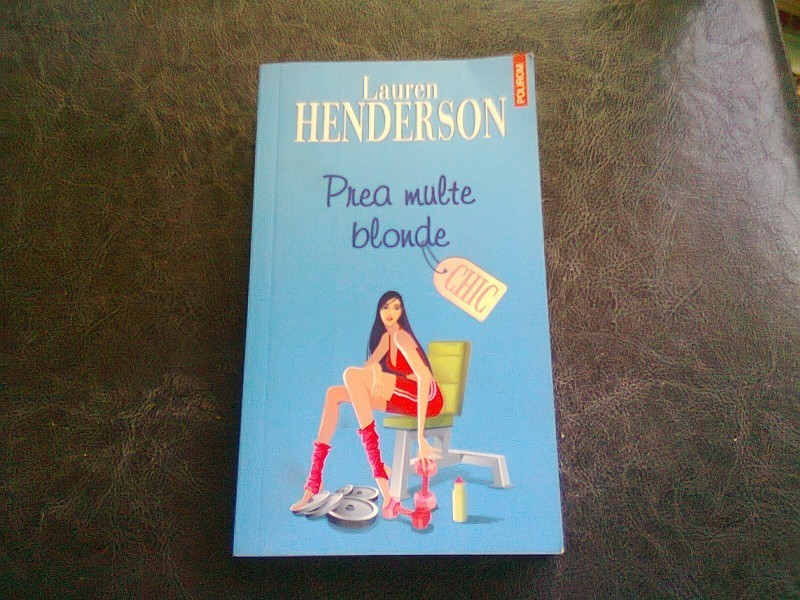 POLIROM
Lauren
HENDERSON
Prea multe
blonde
CHIC